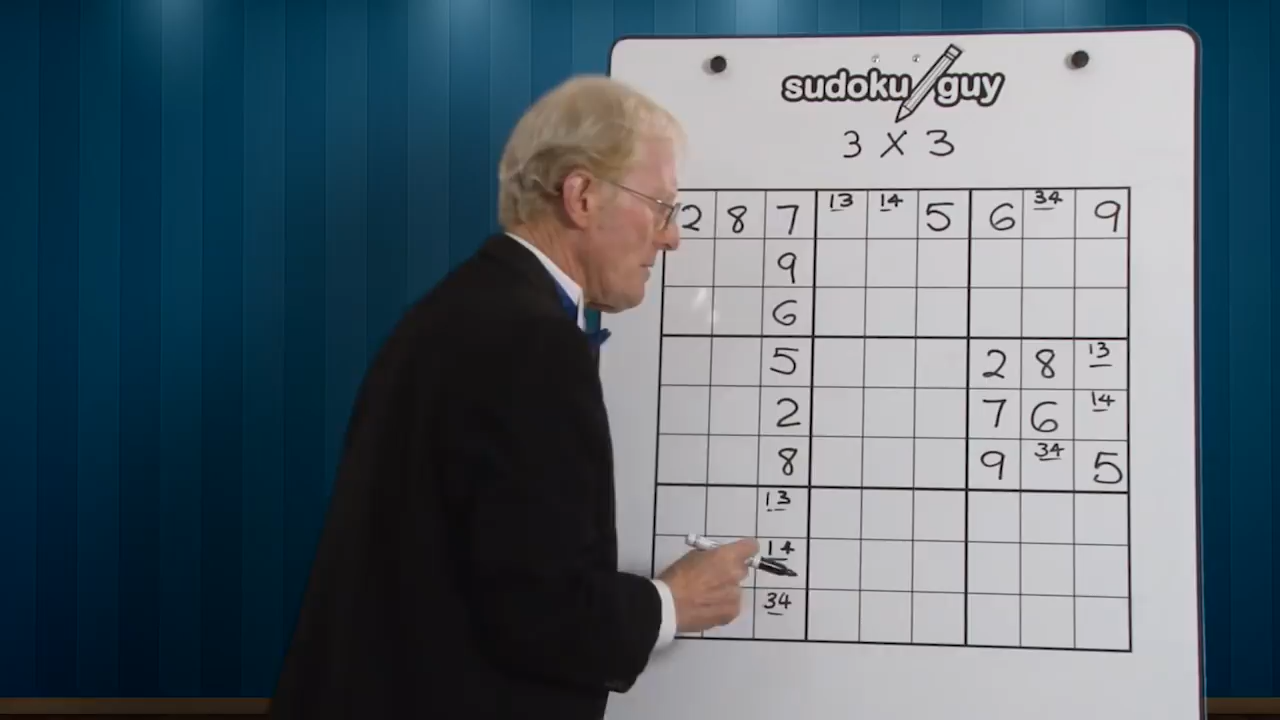 sudoku guy
3 X 3
2 8 7 13 14 5 6 34 9
9
6
5 2 8 13
2 7 6 14
8 9 34 5
13
14
34